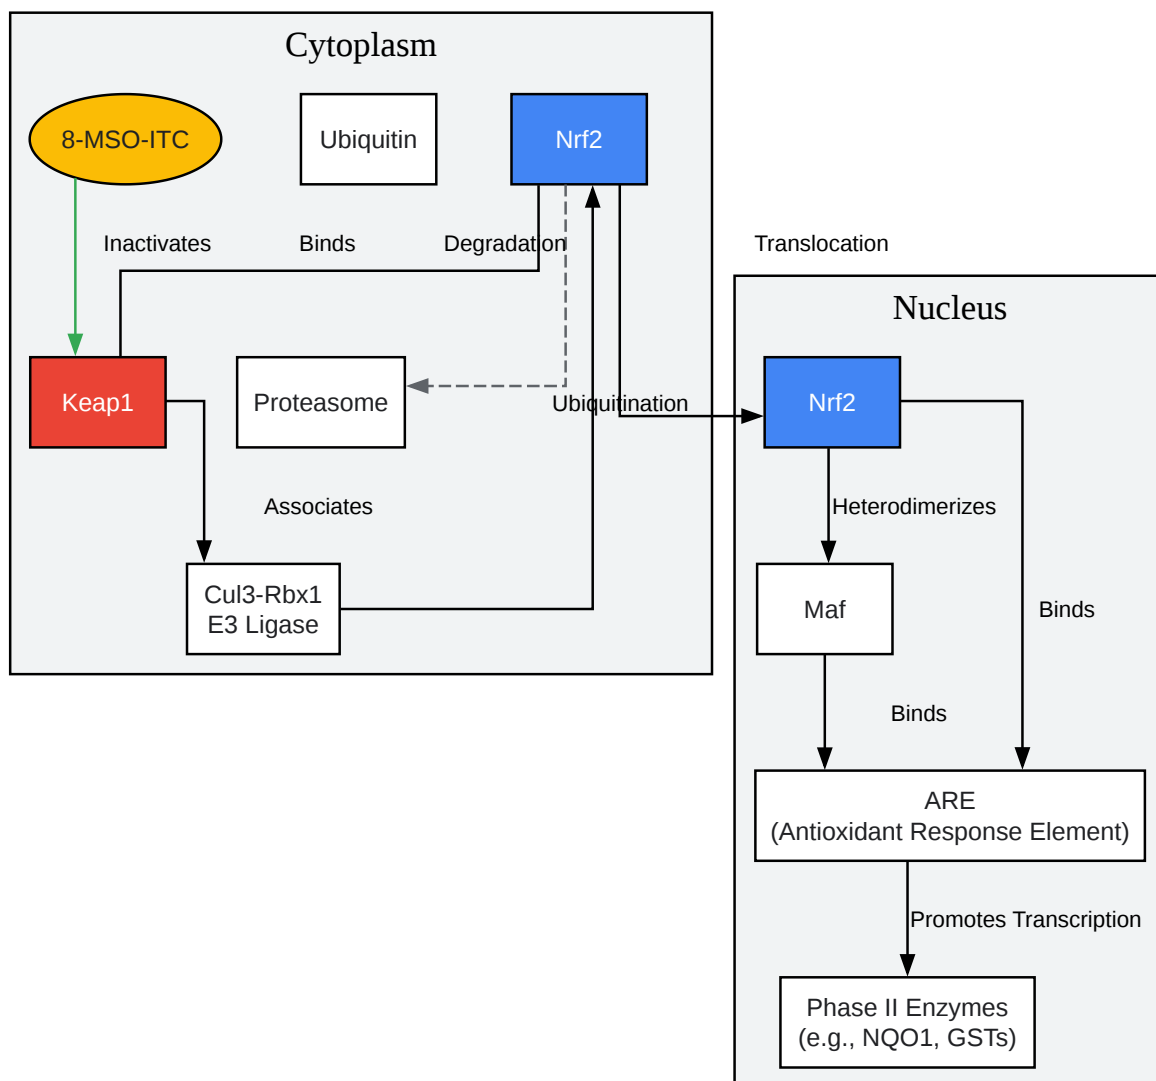 Cytoplasm
8-MSO-ITC
Ubiquitin
Nrf2
Inactivates
Binds
Degradation
Translocation
Nucleus
Keap1
Proteasome
Ubiquitination
Nrf2
Associates
Heterodimerizes
Cul3-Rbx1
E3 Ligase
Maf
Binds
Binds
ARE
(Antioxidant Response Element)
Promotes Transcription
Phase II Enzymes
(e.g., NQO1, GSTs)